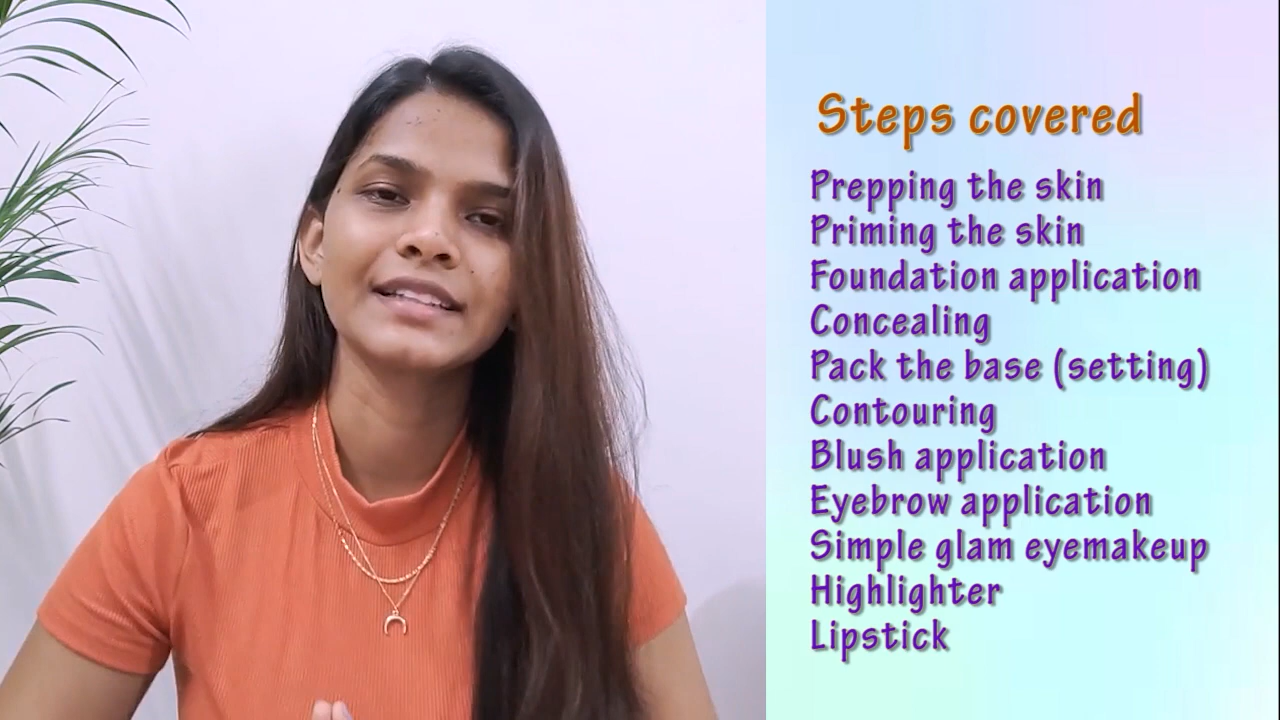 Steps covered
Prepping the skin
Priming the skin
Foundation application
Concealing
Pack the base (setting)
Contouring
Blush application
Eyebrow application
Simple glam eyemakeup
Highlighter
Lipstick